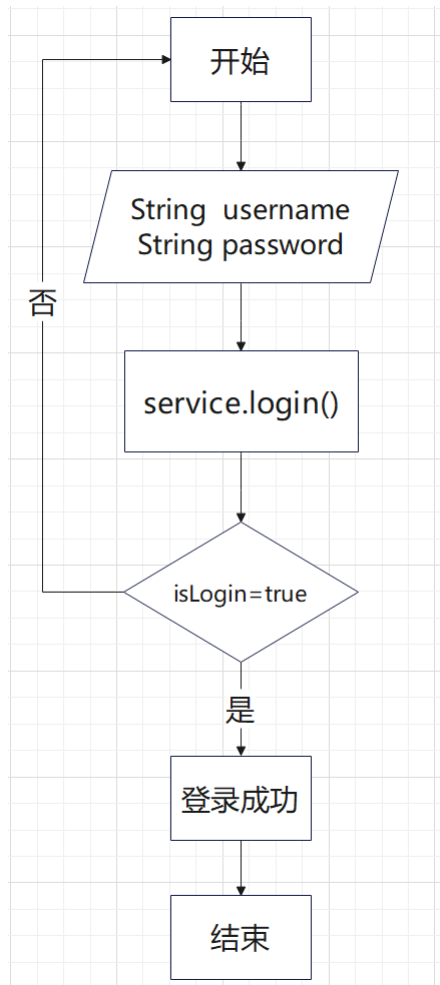 开始
String username
String password
否
service.login()
isLogin=true
是
登录成功
结束